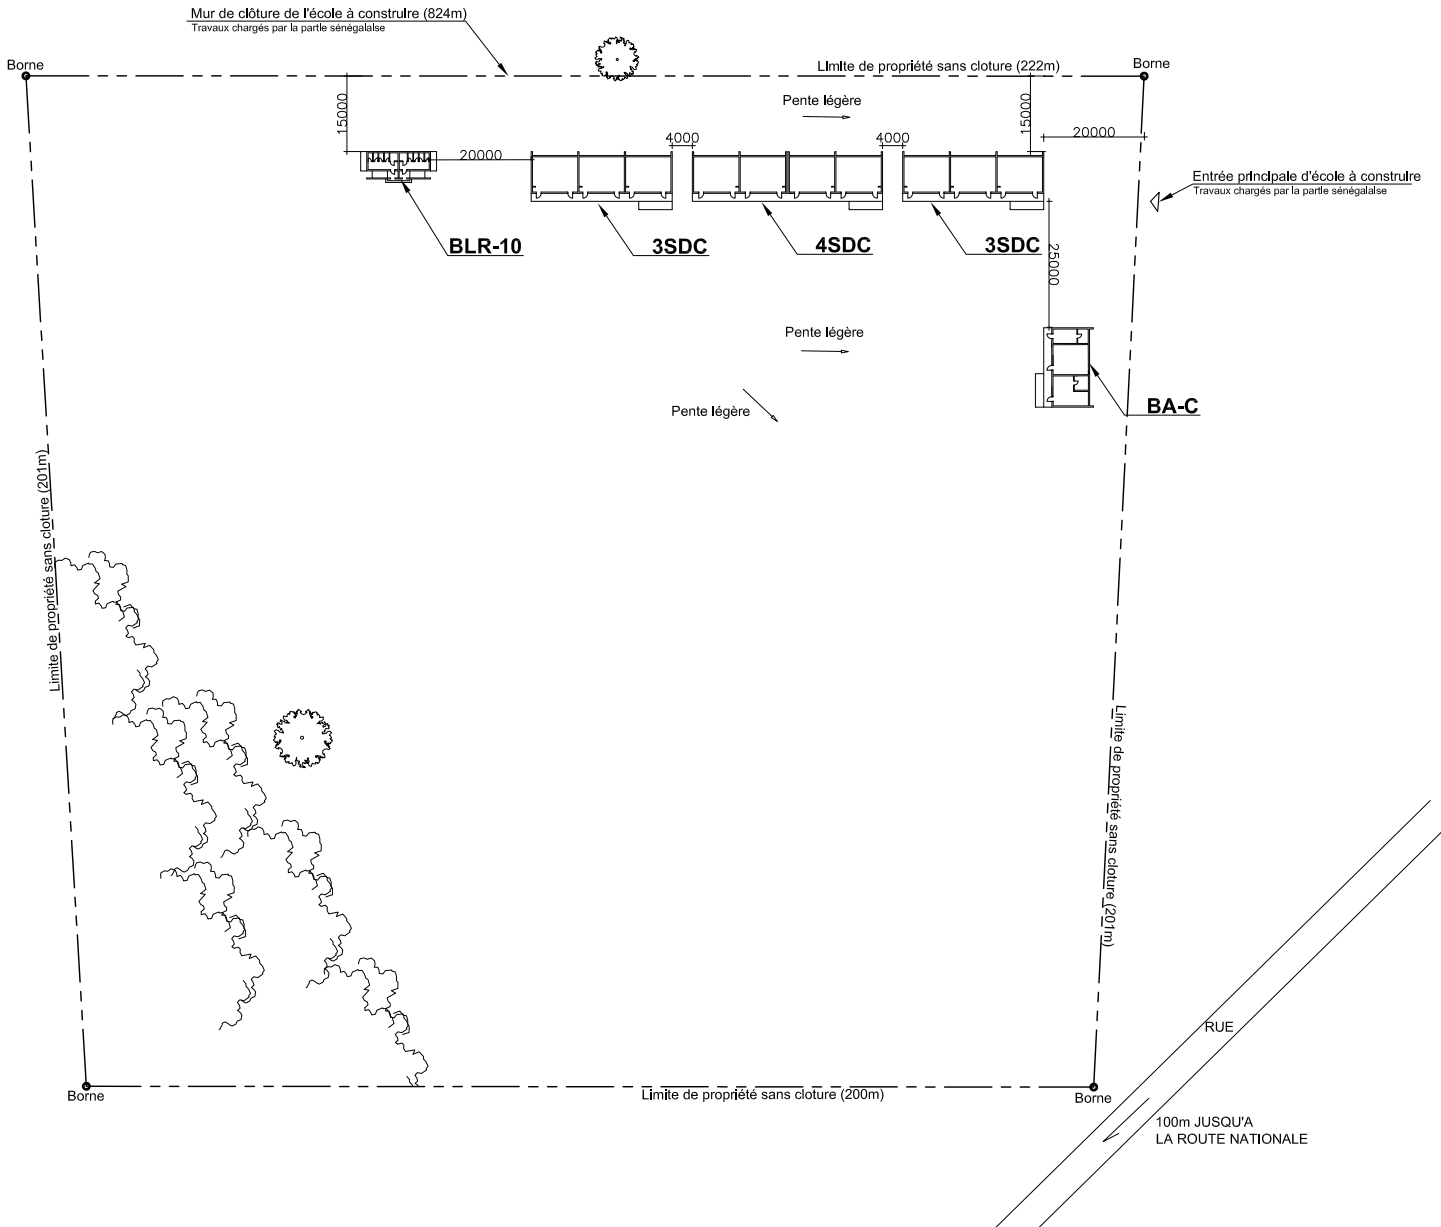 Mur de clôture de l'école à construire (824m)
Travaux chargés par la partie sénégalaise
Borne
Limite de propriété sans cloture (222m)
Borne
Pente légère
15000
15000
20000
4000
4000
20000
Entrée principale d'école à construire
Travaux chargés par la partie sénégalaise
BLR-10
3SDC
4SDC
3SDC
25000
Pente légère
Pente légère
BA-C
Limite de propriété sans cloture (201m)
Limite de propriété sans cloture (201m)
RUE
Borne
Limite de propriété sans cloture (200m)
Borne
100m JUSQU'A
LA ROUTE NATIONALE